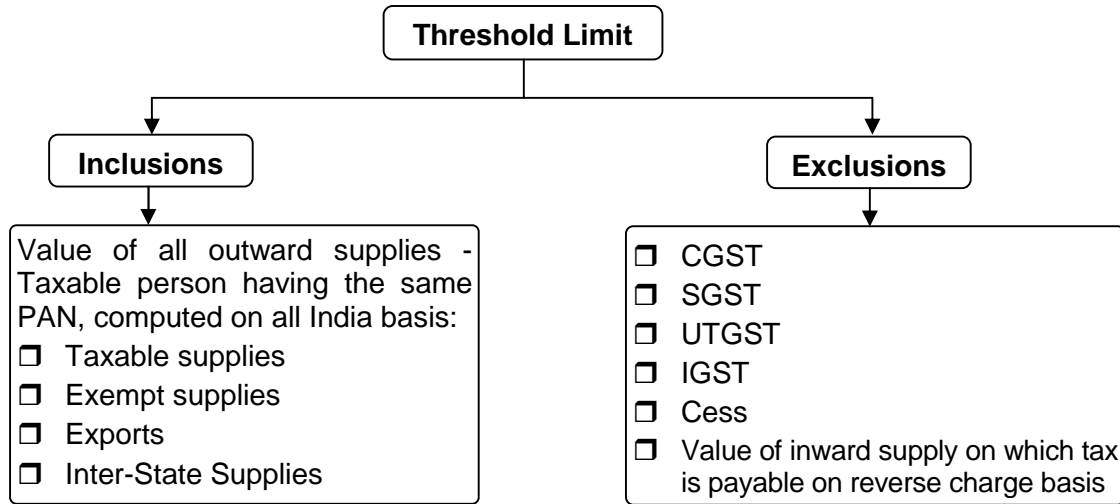 Threshold Limit
Inclusions
Exclusions
Value of all outward supplies -
Taxable person having the same
PAN, computed on all India basis:
❒ Taxable supplies
❒ Exempt supplies
❒ Exports
❒ Inter-State Supplies
❒ CGST
❒ SGST
❒ UTGST
❒ IGST
❒ Cess
❒ Value of inward supply on which tax
is payable on reverse charge basis